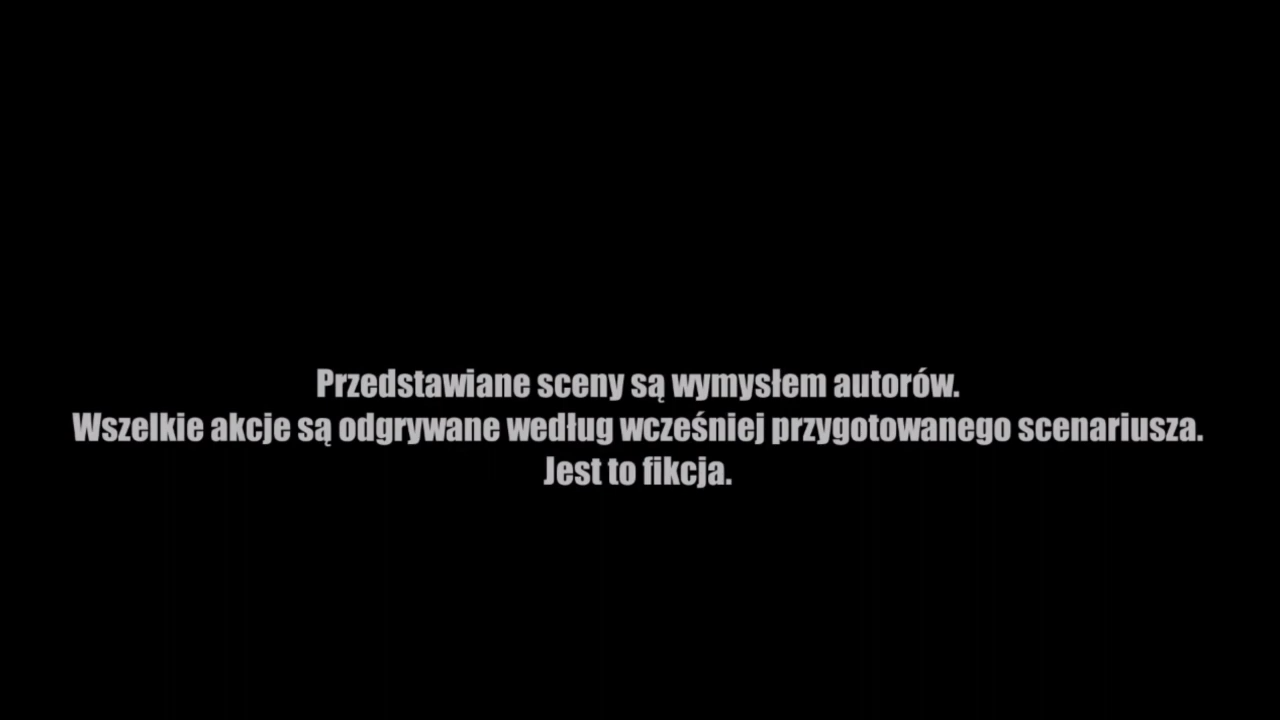 Przedstawiane sceny są wymysłem autorów.
Wszelkie akcje są odgrywane według wcześniej przygotowanego scenariusza.
Jest to fikcja.